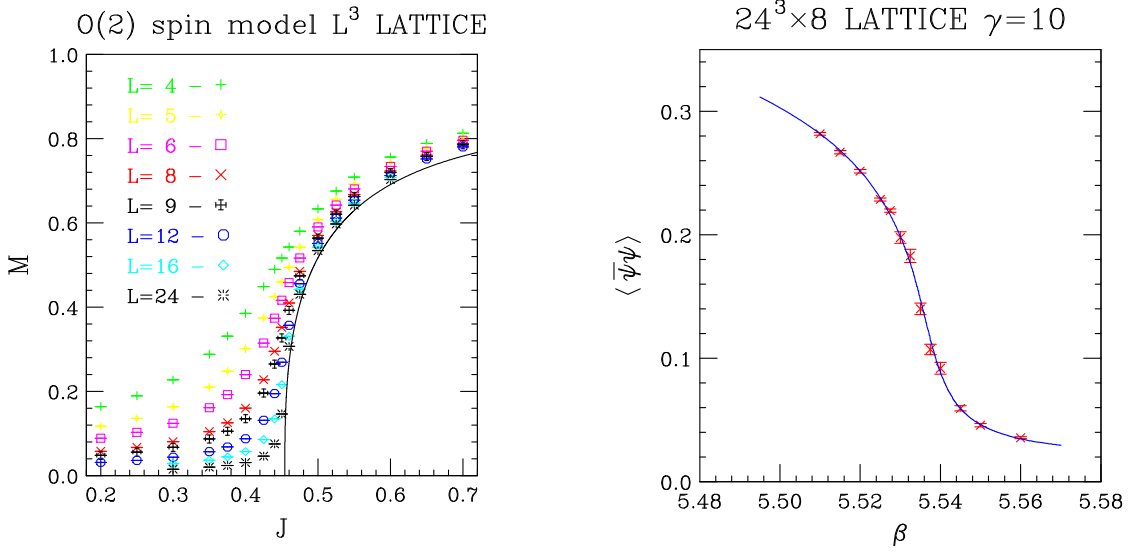 O(2) spin model L³ LATTICE
1.0
0.8
0.6
0.4
0.2
0.0
M
L= 4 –
L= 5 –
L= 6 –
L= 8 –
L= 9 –
L=12 –
L=16 –
L=24 –
0.2 0.3 0.4 0.5 0.6 0.7
J
24³×8 LATTICE γ=10
0.3
0.2
0.1
0.0
⟨ψ̄ψ⟩
5.48 5.50 5.52 5.54 5.56 5.58
β